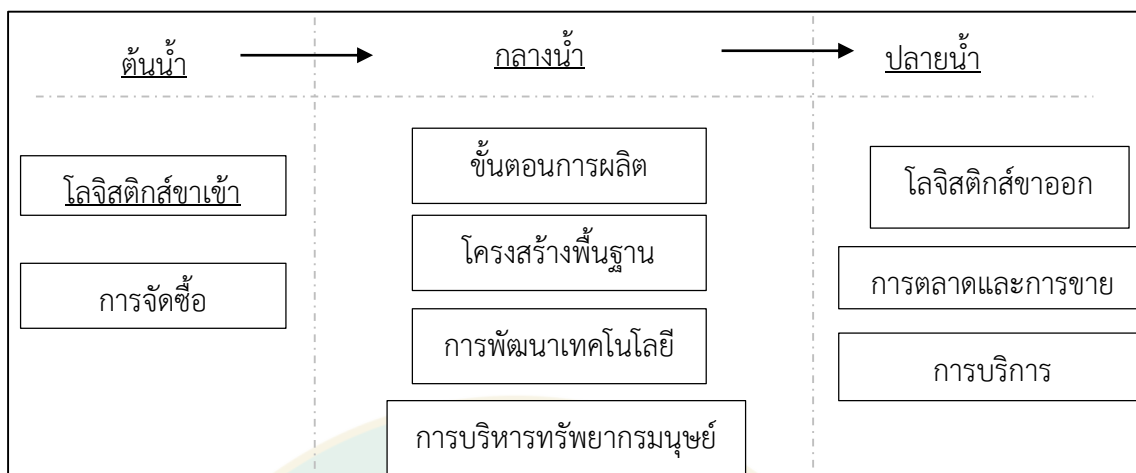 ต้นน้ำ
กลางน้ำ
ปลายน้ำ
โลจิสติกส์ขาเข้า
การจัดซื้อ
ขั้นตอนการผลิต
โครงสร้างพื้นฐาน
การพัฒนาเทคโนโลยี
การบริหารทรัพยากรมนุษย์
โลจิสติกส์ขาออก
การตลาดและการขาย
การบริการ